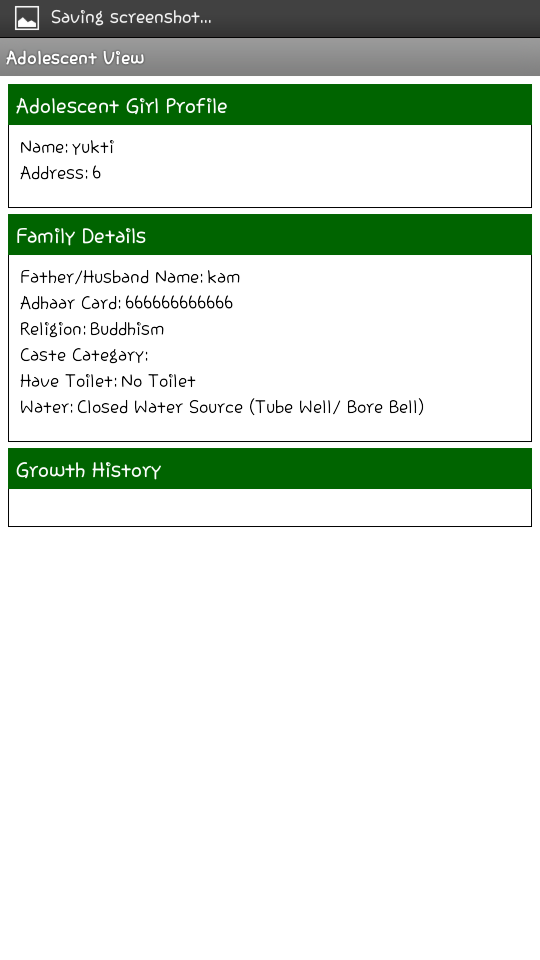 Saving screenshot...
Adolescent View
Adolescent Girl Profile
Name: yukti
Address: 6
Family Details
Father/Husband Name: kam
Adhaar Card: 666666666666
Religion: Buddhism
Caste Categary:
Have Toilet: No Toilet
Water: Closed Water Source (Tube Well/ Bore Bell)
Growth History